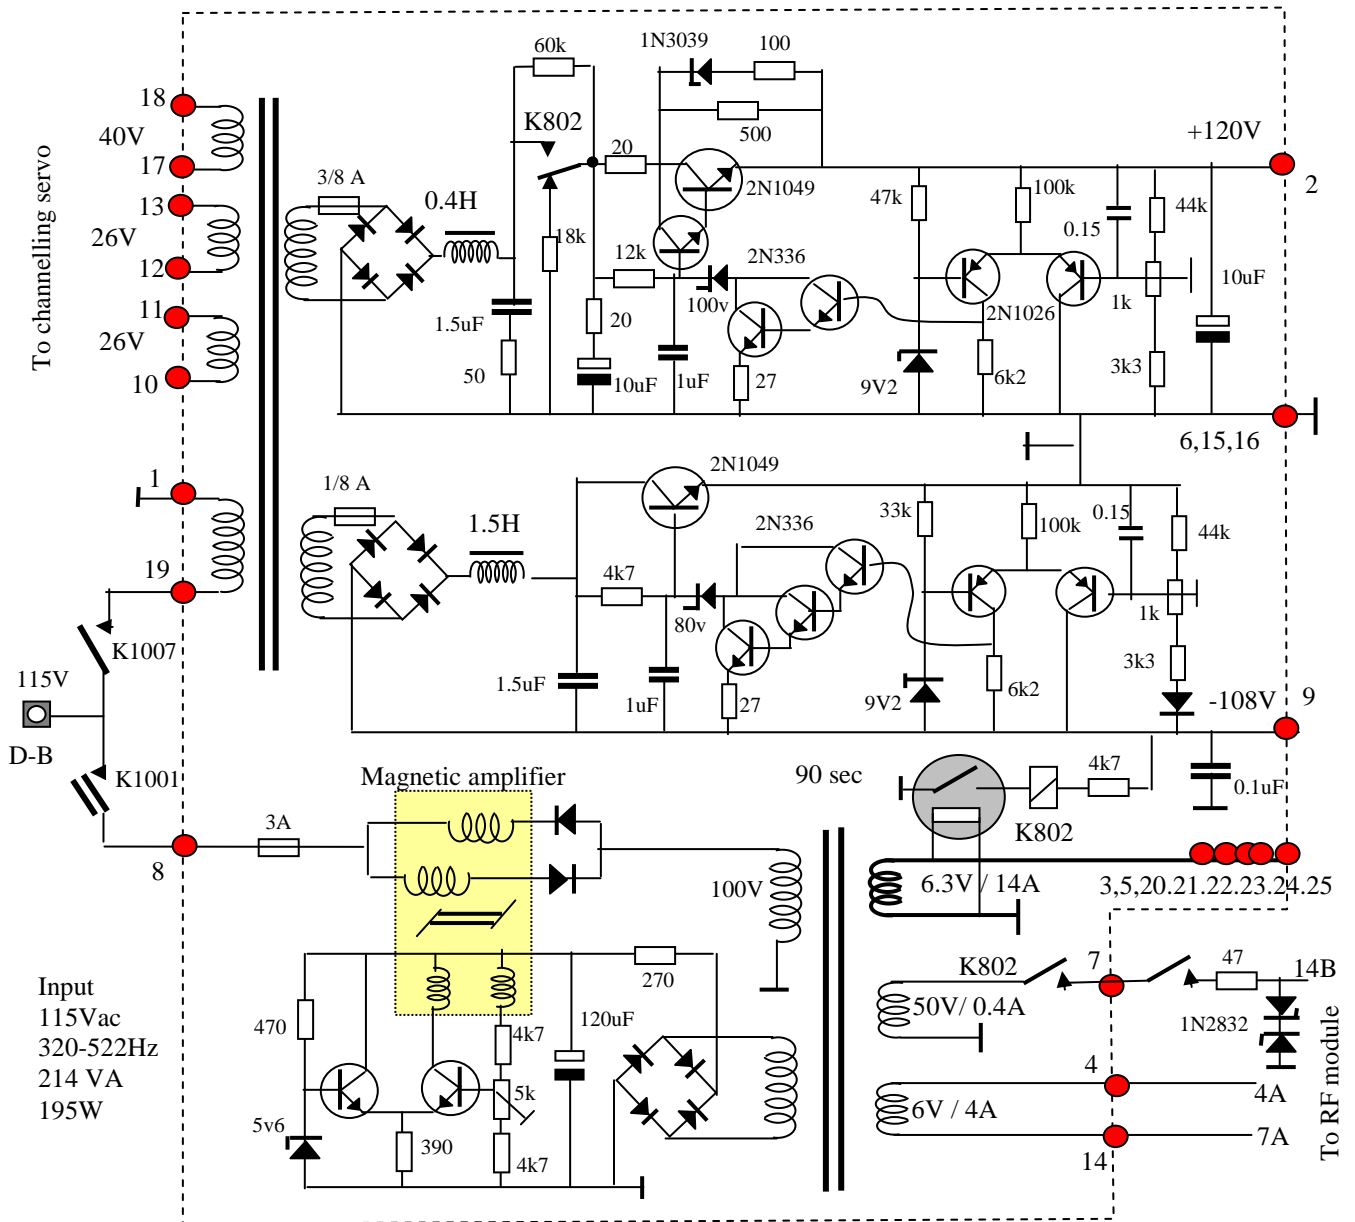 60k
1N3039
100
18
40V
17
K802
500
+120V
2
20
2N1049
3/8 A
0.4H
13
26V
12
To channelling servo
47k
100k
0.15
44k
18k
12k
2N336
100v
2N1026
1k
10uF
11
26V
10
1.5uF
20
50
10uF
1uF
27
9V2
6k2
3k3
6,15,16
1
1/8 A
1.5H
2N1049
2N336
33k
100k
0.15
44k
19
4k7
80v
1k
K1007
115V
D-B
K1001
1.5uF
1uF
27
9V2
6k2
3k3
-108V
9
Magnetic amplifier
90 sec
4k7
0.1uF
K802
3A
8
100V
6.3V / 14A
3,5,20.21.22.23.24.25
270
K802
7
47
14B
50V/ 0.4A
1N2832
Input
115Vac
320-522Hz
214 VA
195W
470
4k7
120uF
5k
5v6
390
4k7
4
6V / 4A
4A
7A
14
To RF module